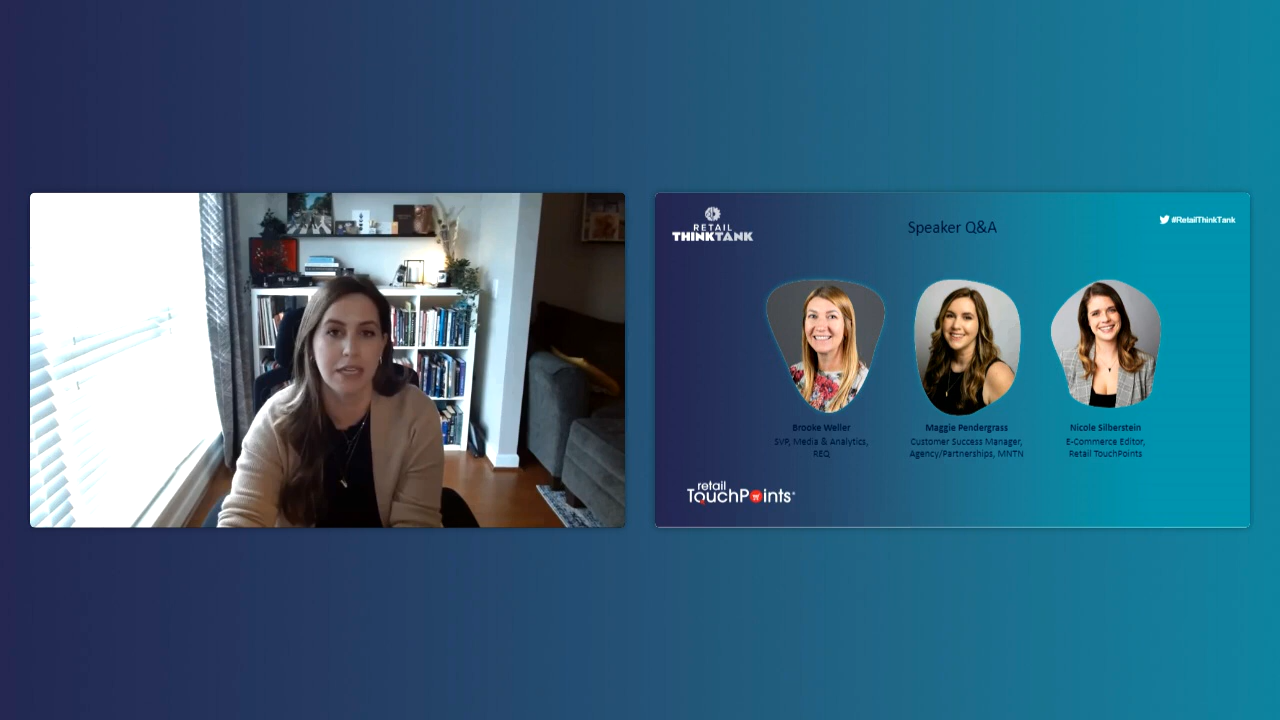 RETAIL
THINKTANK
Speaker Q&A
#RetailThinkTank
Brooke Weller
SVP, Media & Analytics,
REQ
Maggie Pendergrass
Customer Success Manager,
Agency/Partnerships, MNTN
Nicole Silberstein
E-Commerce Editor,
Retail TouchPoints
retail
TouchPoints